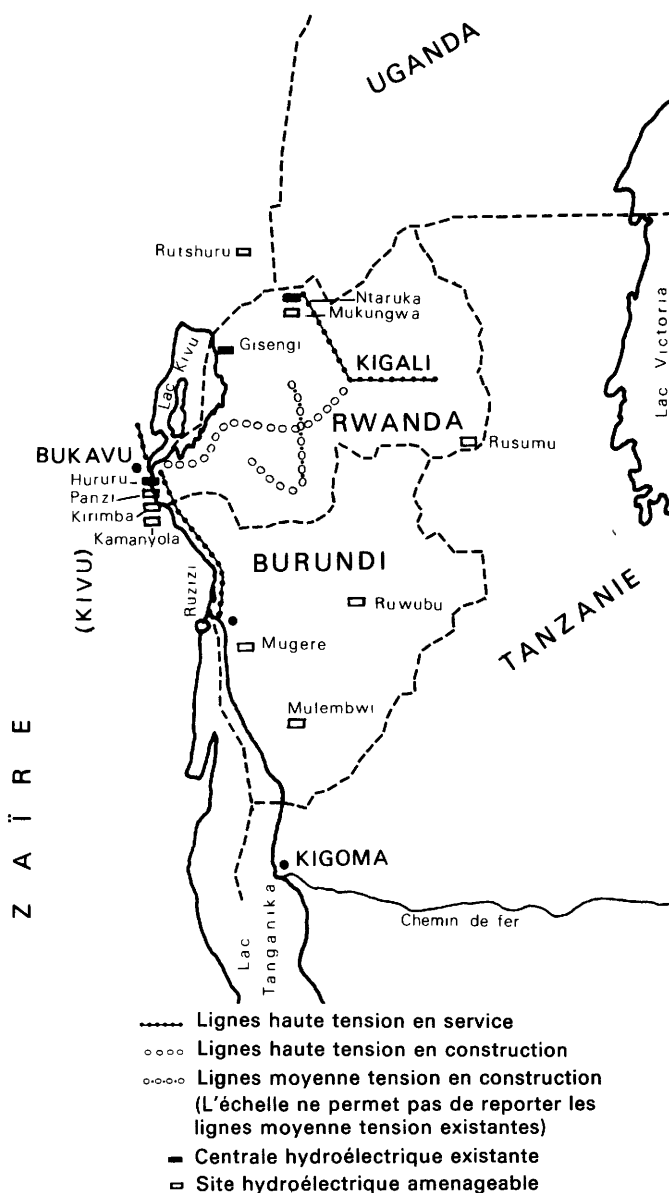 UGANDA
Rutshuru
Ntaruka
Mukungwa
Lac Victoria
Gisengi
Lac Kivu
KIGALI
RWANDA
Rusumu
BUKAVU
Hururu
Panzi
Kirimba
Kamanyola
(KIVU)
BURUNDI
Ruzizi
Ruwubu
TANZANIE
Mugere
Mulembwi
ZAÏRE
KIGOMA
Chemin de fer
Lac
Tanganika
Lignes haute tension en service
Lignes haute tension en construction
Lignes moyenne tension en construction
(L'échelle ne permet pas de reporter les
lignes moyenne tension existantes)
Centrale hydroélectrique existante
Site hydroélectrique amenageable